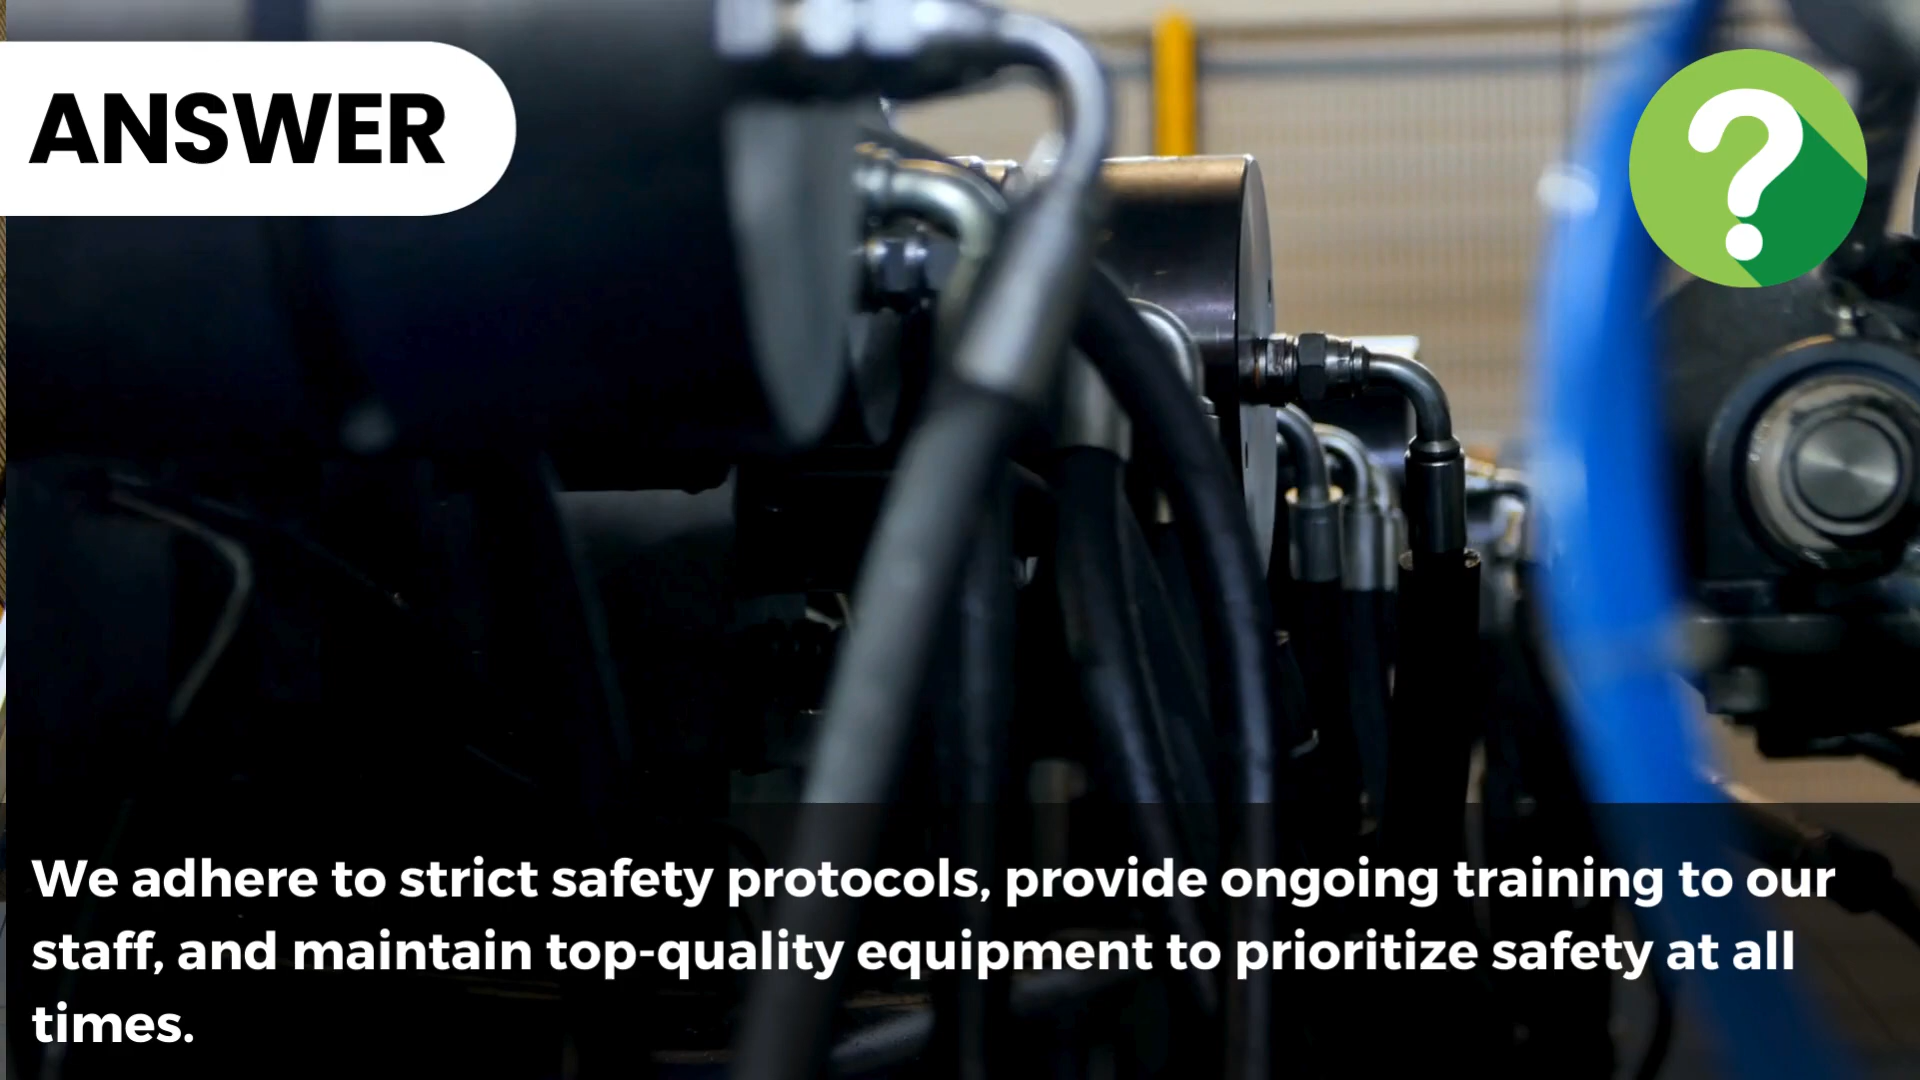 ANSWER
?
We adhere to strict safety protocols, provide ongoing training to our
staff, and maintain top-quality equipment to prioritize safety at all
times.